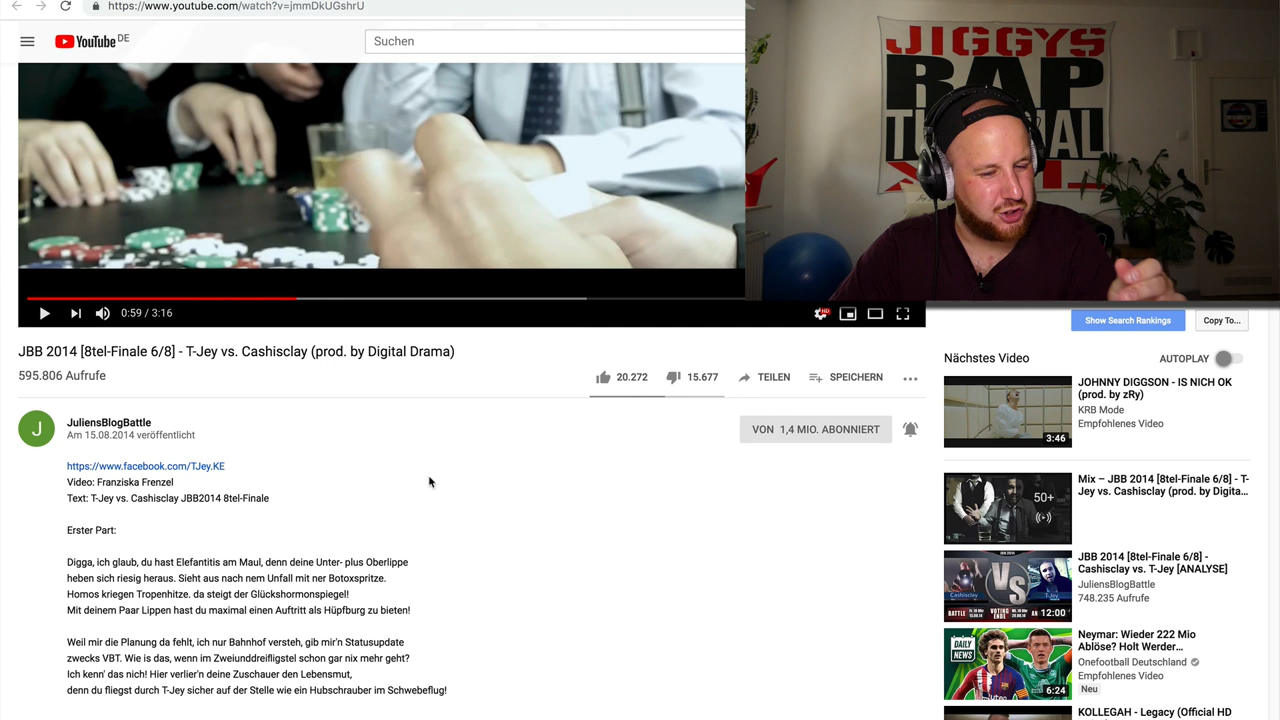 https://www.youtube.com/watch?v=jmmDkUGshrU
YouTube DE
Suchen
JIGGYS
RAP
0:59 / 3:16
HD
Show Search Rankings
Copy To...
JBB 2014 [8tel-Finale 6/8] - T-Jey vs. Cashisclay (prod. by Digital Drama)
595.806 Aufrufe
20.272
15.677
TEILEN
SPEICHERN
J
JuliensBlogBattle
Am 15.08.2014 veröffentlicht
VON 1,4 MIO. ABONNIERT
https://www.facebook.com/TJey.KE
Video: Franziska Frenzel
Text: T-Jey vs. Cashisclay JBB2014 8tel-Finale
Erster Part:
Digga, ich glaub, du hast Elefantitis am Maul, denn deine Unter- plus Oberlippe
heben sich riesig heraus. Sieht aus nach nem Unfall mit ner Botoxspritze.
Homos kriegen Tropenhitze. da steigt der Glückshormonspiegel!
Mit deinem Paar Lippen hast du maximal einen Auftritt als Hüpfburg zu bieten!
Weil mir die Planung da fehlt, ich nur Bahnhof versteh, gib mir'n Statusupdate
zwecks VBT. Wie is das, wenn im Zweiunddreißigstel schon gar nix mehr geht?
Ich kenn' das nich! Hier verlier'n deine Zuschauer den Lebensmut,
denn du fliegst durch T-Jey sicher auf der Stelle wie ein Hubschrauber im Schwebeflug!
Nächstes Video
AUTOPLAY
JOHNNY DIGGSON - IS NICH OK
(prod. by zRy)
KRB Mode
Empfohlenes Video
3:46
Mix – JBB 2014 [8tel-Finale 6/8] - T-
Jey vs. Cashisclay (prod. by Digita...
50+
JBB 2014 [8tel-Finale 6/8] -
Cashisclay vs. T-Jey [ANALYSE]
JuliensBlogBattle
748.235 Aufrufe
VS
Cashisclay
T-Jey
BATTLE
VOTING
ENDE
12:00
Neymar: Wieder 222 Mio
Ablöse? Holt Werder...
Onefootball Deutschland
Empfohlenes Video
Neu
DAILY
NEWS
6:24
KOLLEGAH - Legacy (Official HD